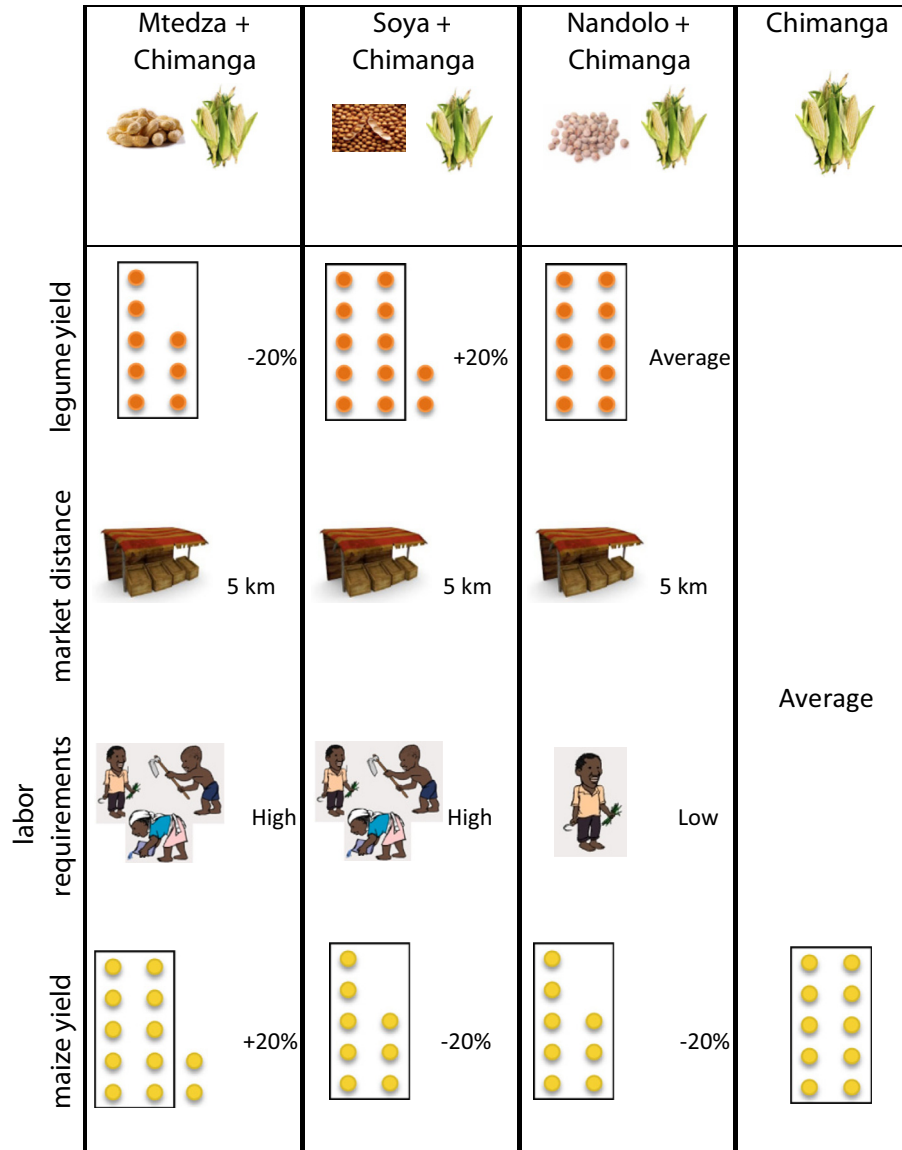 Mtedza +
Chimanga
Soya +
Chimanga
Nandolo +
Chimanga
Chimanga
legume yield
-20%
+20%
Average
market distance
5 km
5 km
5 km
Average
labor
requirements
High
High
Low
maize yield
+20%
-20%
-20%